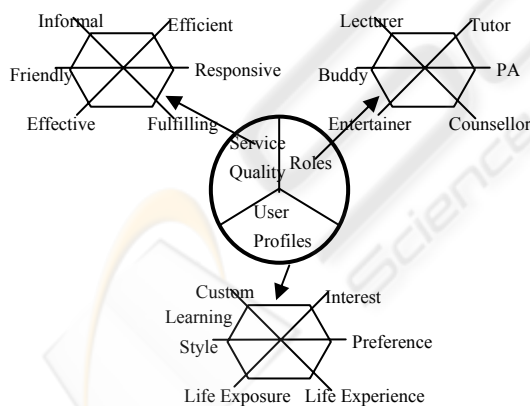 Informal Efficient
Friendly Responsive
Effective Fulfilling
Lecturer Tutor
Buddy PA
Entertainer Counsellor
Service
Quality
Roles
User
Profiles
Custom Interest
Learning
Style Preference
Life Exposure Life Experience
Science